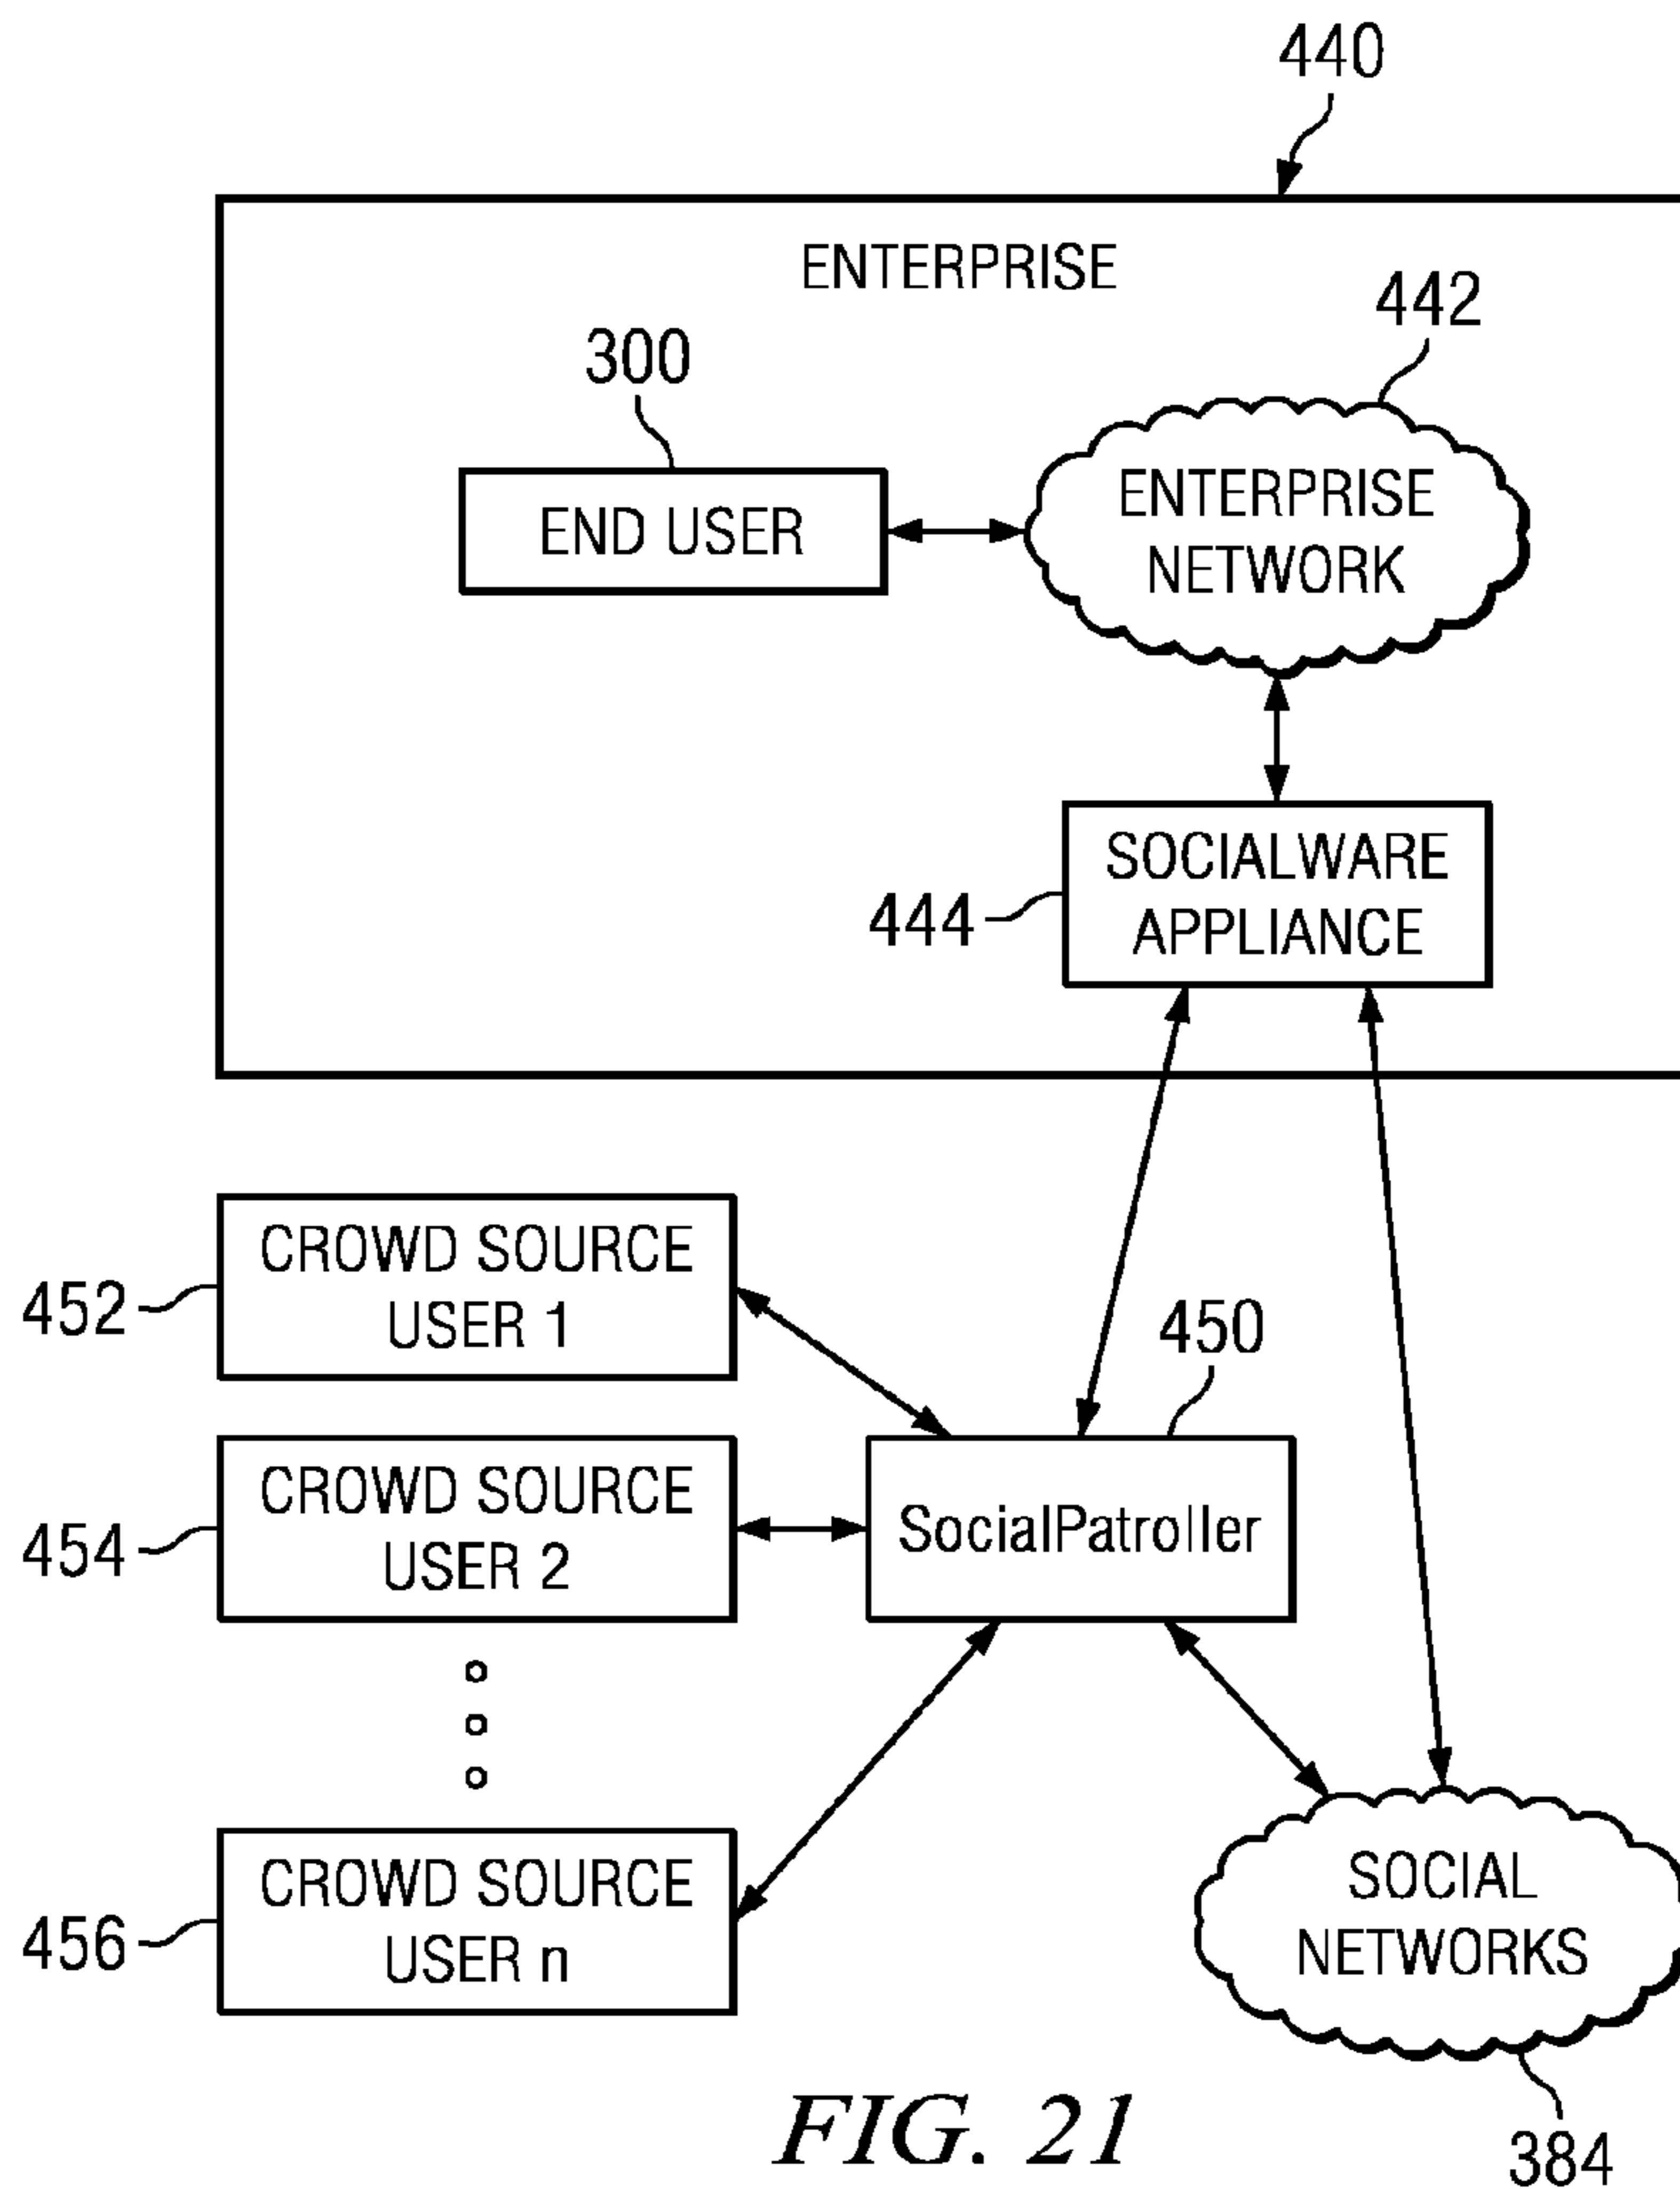 440
ENTERPRISE
442
300
END USER
ENTERPRISE
NETWORK
SOCIALWARE
APPLIANCE
444
CROWD SOURCE
USER 1
452
450
CROWD SOURCE
USER 2
454
SocialPatroller
CROWD SOURCE
USER n
456
SOCIAL
NETWORKS
FIG. 21
384